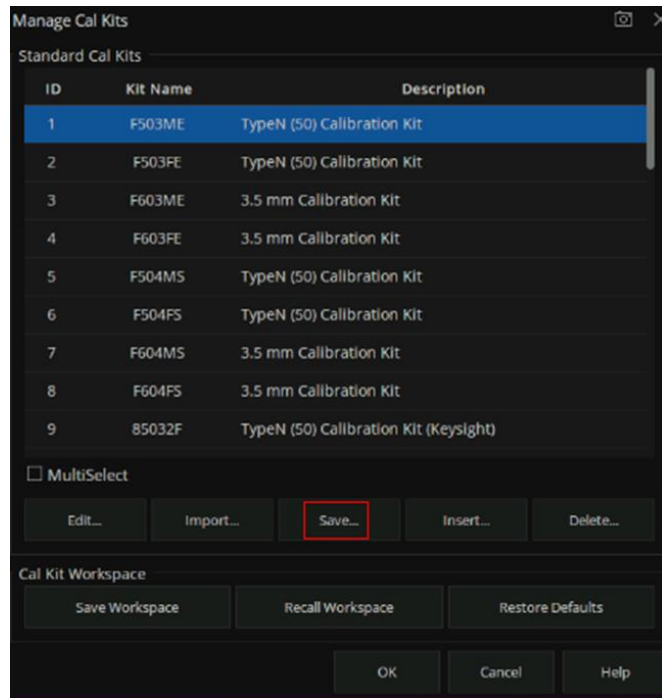 Manage Cal Kits
Standard Cal Kits
ID Kit Name Description
1 F503ME TypeN (50) Calibration Kit
2 F503FE TypeN (50) Calibration Kit
3 F603ME 3.5 mm Calibration Kit
4 F603FE 3.5 mm Calibration Kit
5 F504MS TypeN (50) Calibration Kit
6 F504FS TypeN (50) Calibration Kit
7 F604MS 3.5 mm Calibration Kit
8 F604FS 3.5 mm Calibration Kit
9 85032F TypeN (50) Calibration Kit (Keysight)
MultiSelect
Edit... Import... Save... Insert... Delete...
Cal Kit Workspace
Save Workspace Recall Workspace Restore Defaults
OK Cancel Help